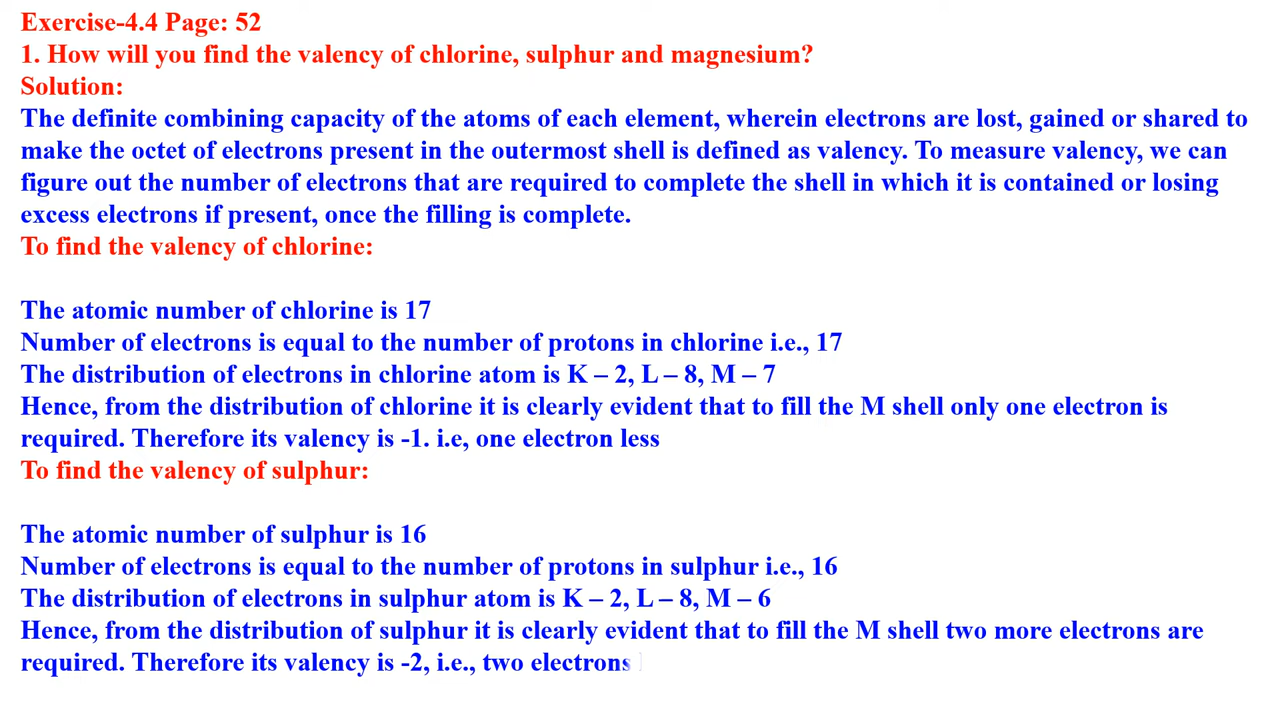 Exercise-4.4 Page: 52
1. How will you find the valency of chlorine, sulphur and magnesium?
Solution:
The definite combining capacity of the atoms of each element, wherein electrons are lost, gained or shared to
make the octet of electrons present in the outermost shell is defined as valency. To measure valency, we can
figure out the number of electrons that are required to complete the shell in which it is contained or losing
excess electrons if present, once the filling is complete.
To find the valency of chlorine:
The atomic number of chlorine is 17
Number of electrons is equal to the number of protons in chlorine i.e., 17
The distribution of electrons in chlorine atom is K – 2, L – 8, M – 7
Hence, from the distribution of chlorine it is clearly evident that to fill the M shell only one electron is
required. Therefore its valency is -1. i.e, one electron less
To find the valency of sulphur:
The atomic number of sulphur is 16
Number of electrons is equal to the number of protons in sulphur i.e., 16
The distribution of electrons in sulphur atom is K – 2, L – 8, M – 6
Hence, from the distribution of sulphur it is clearly evident that to fill the M shell two more electrons are
required. Therefore its valency is -2, i.e., two electrons